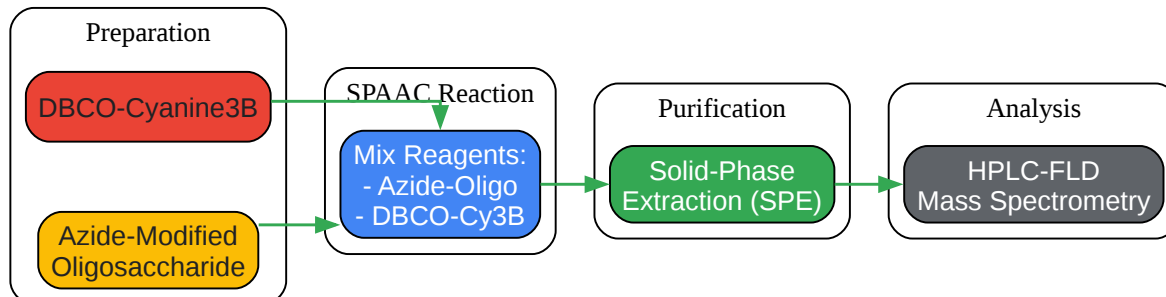 Preparation
DBCO-Cyanine3B
Azide-Modified
Oligosaccharide
SPAAC Reaction
Mix Reagents:
- Azide-Oligo
- DBCO-Cy3B
Purification
Solid-Phase
Extraction (SPE)
Analysis
HPLC-FLD
Mass Spectrometry